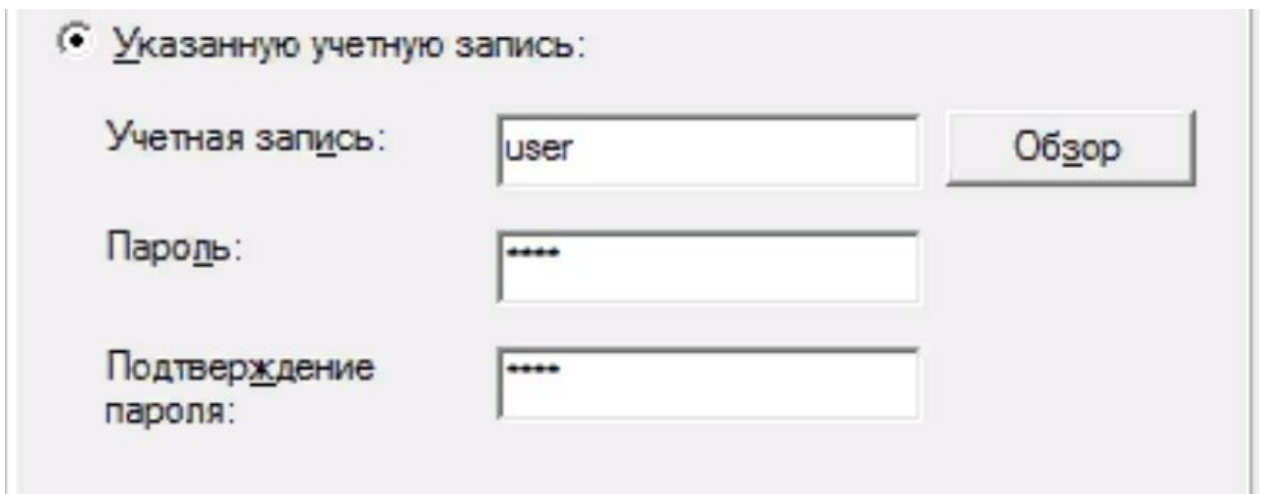 Указанную учетную запись:
Учетная запись: user Обзор
Пароль: ****
Подтверждение
пароля: ****